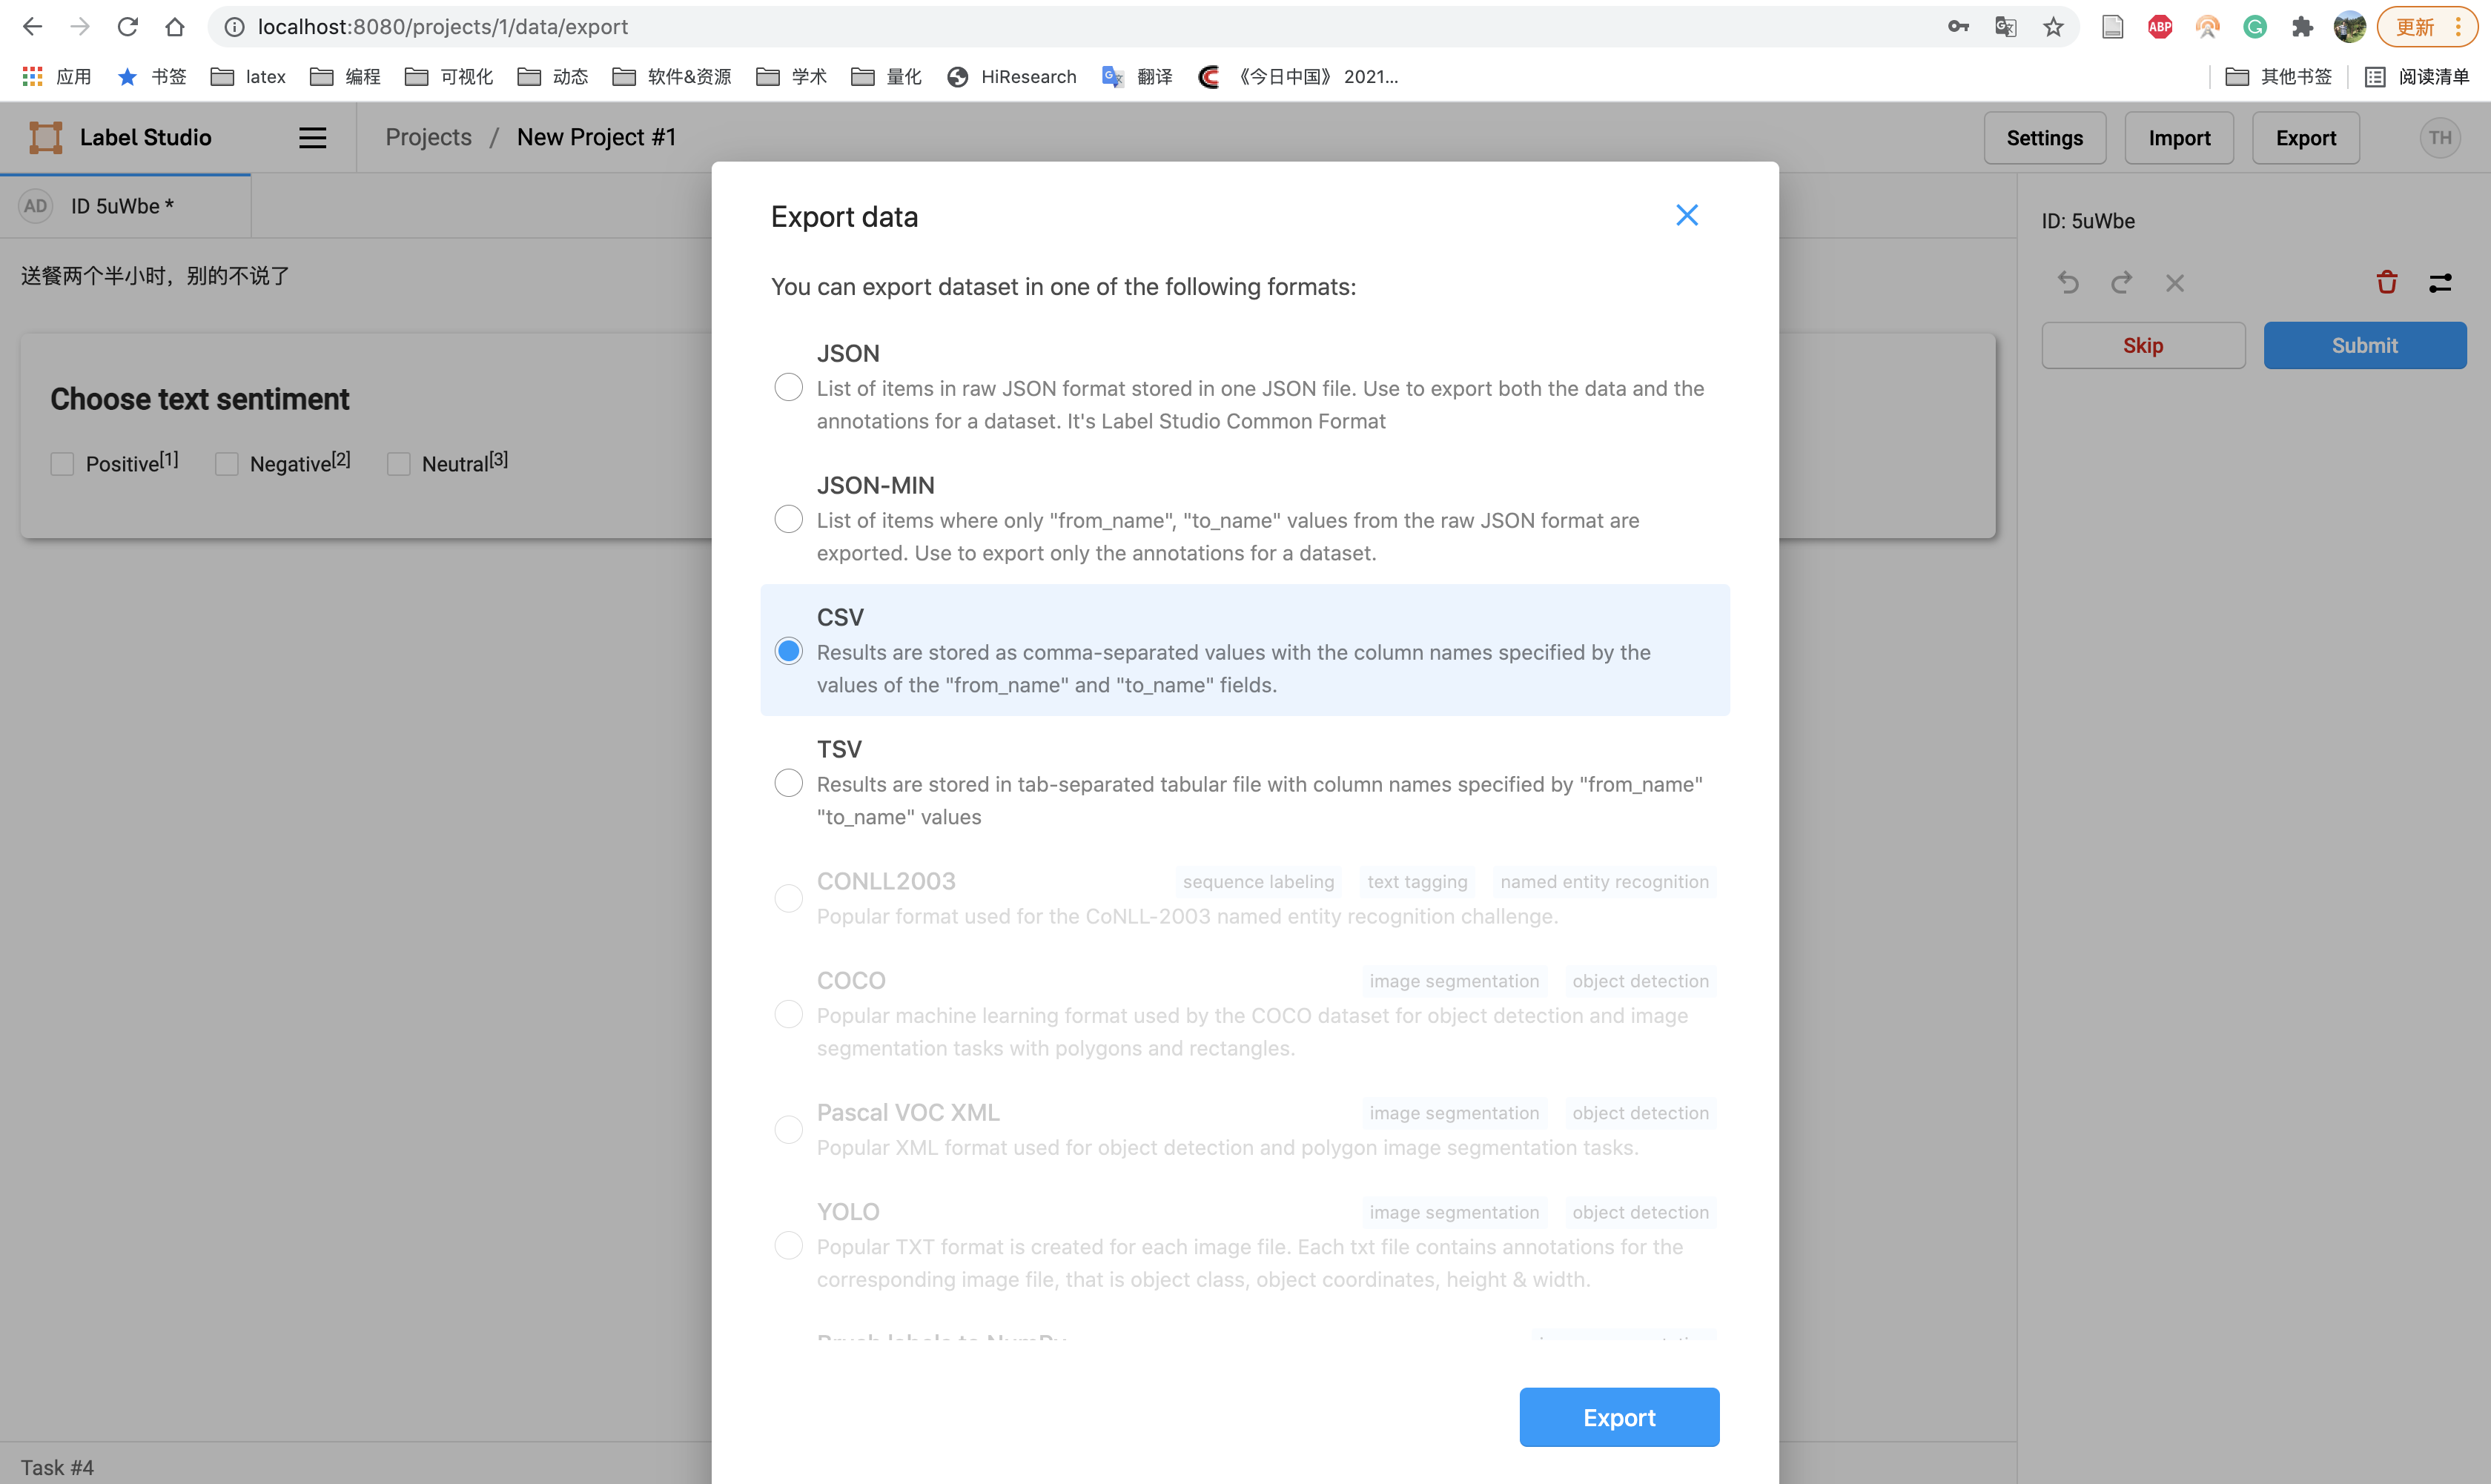 localhost:8080/projects/1/data/export
ABP
更新
应用
书签
latex
编程
可视化
动态
软件&资源
学术
量化
HiResearch
翻译
《今日中国》 2021...
其他书签
阅读清单
Label Studio
Projects / New Project #1
Settings
Import
Export
TH
AD
ID 5uWbe *
ID: 5uWbe
送餐两个半小时，别的不说了
Skip
Submit
Choose text sentiment
Positive[1]
Negative[2]
Neutral[3]
Export data
You can export dataset in one of the following formats:
JSON
List of items in raw JSON format stored in one JSON file. Use to export both the data and the
annotations for a dataset. It's Label Studio Common Format
JSON-MIN
List of items where only "from_name", "to_name" values from the raw JSON format are
exported. Use to export only the annotations for a dataset.
CSV
Results are stored as comma-separated values with the column names specified by the
values of the "from_name" and "to_name" fields.
TSV
Results are stored in tab-separated tabular file with column names specified by "from_name"
"to_name" values
CONLL2003
sequence labeling
text tagging
named entity recognition
Popular format used for the CoNLL-2003 named entity recognition challenge.
COCO
image segmentation
object detection
Popular machine learning format used by the COCO dataset for object detection and image
segmentation tasks with polygons and rectangles.
Pascal VOC XML
image segmentation
object detection
Popular XML format used for object detection and polygon image segmentation tasks.
YOLO
image segmentation
object detection
Popular TXT format is created for each image file. Each txt file contains annotations for the
corresponding image file, that is object class, object coordinates, height & width.
Brush labels to NumPy
Export
Task #4